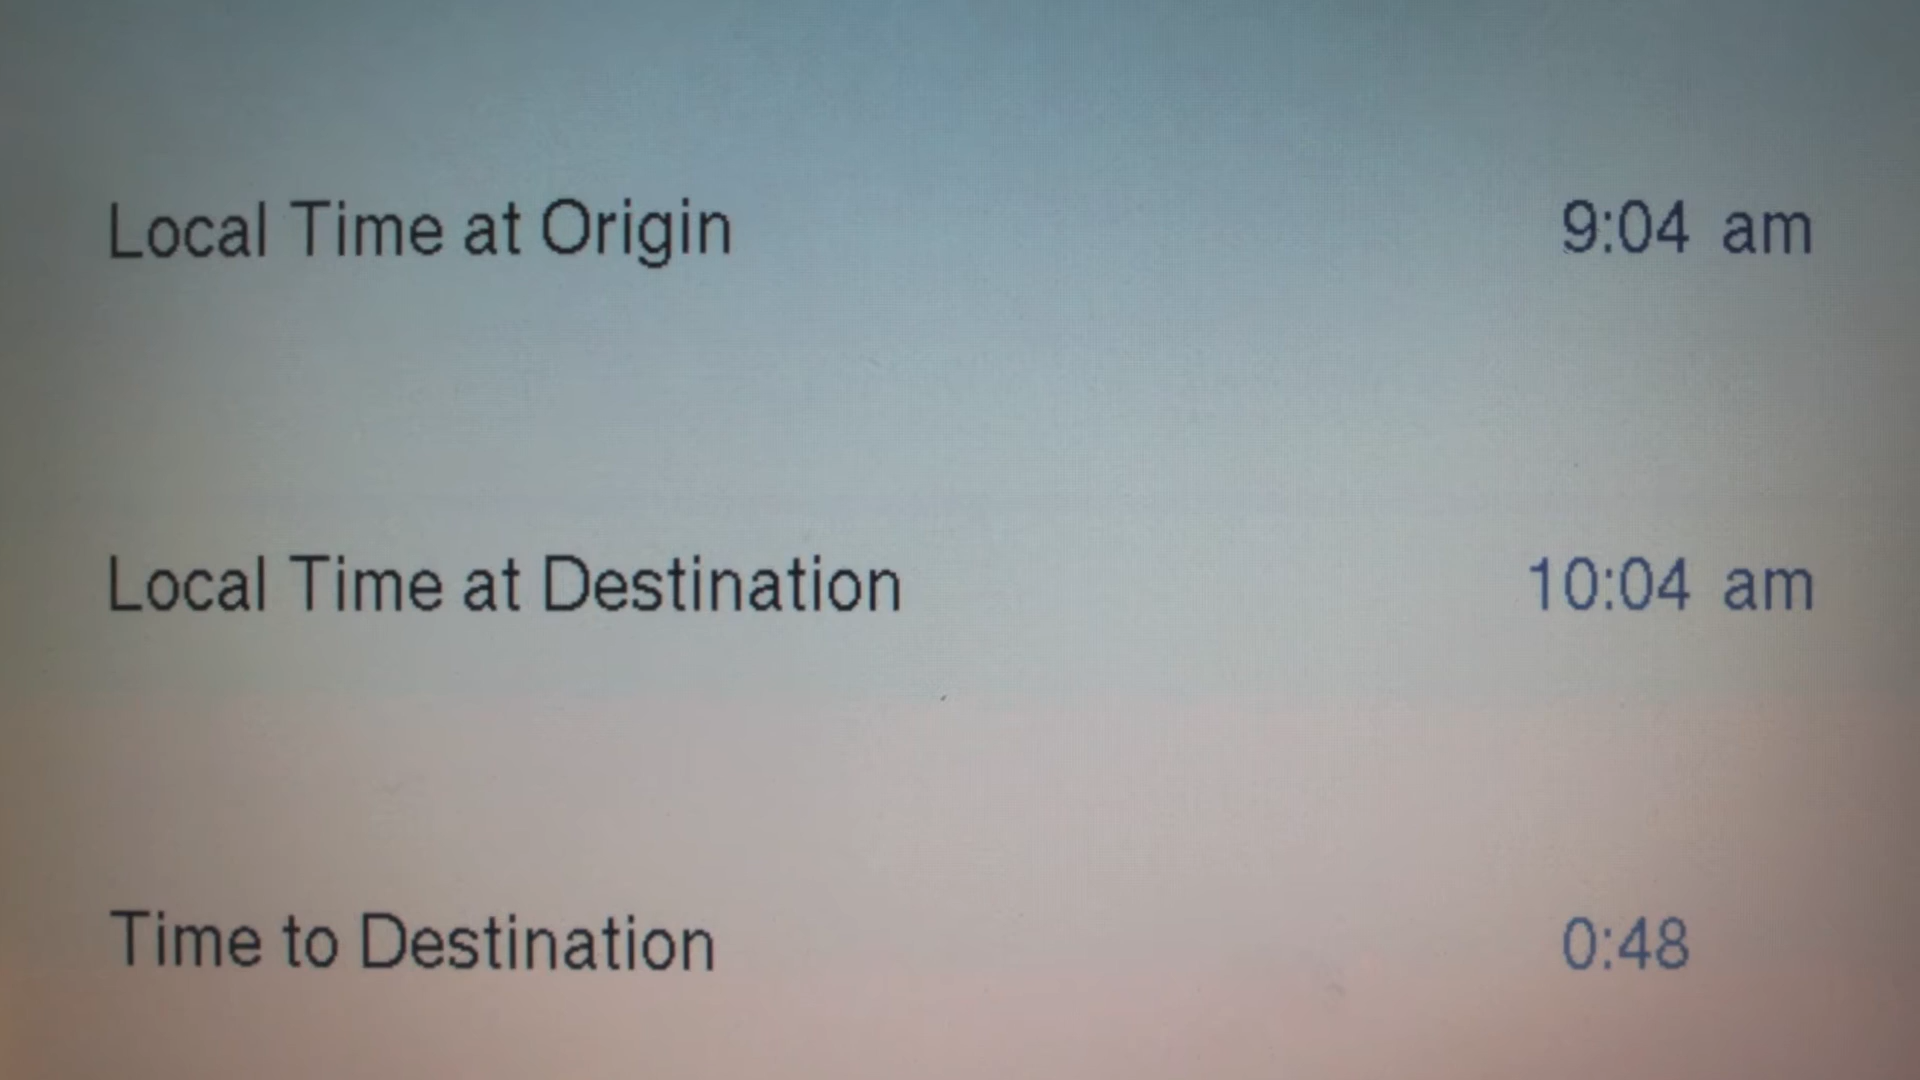 Local Time at Origin 9:04 am
Local Time at Destination 10:04 am
Time to Destination 0:48